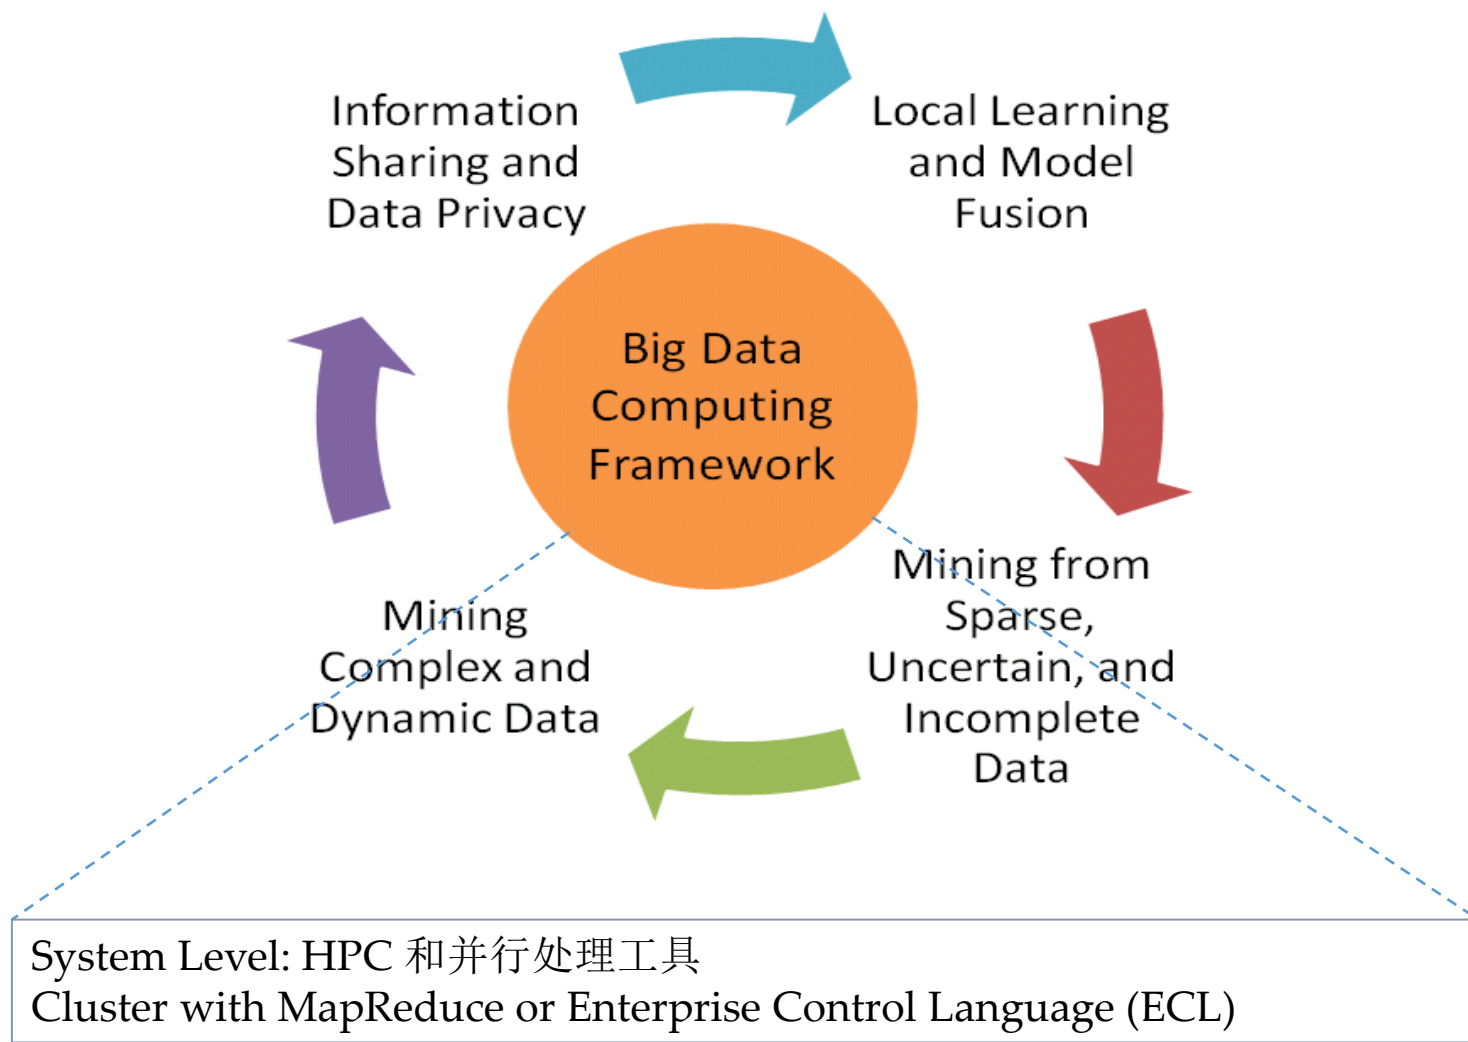 Information
Sharing and
Data Privacy
Local Learning
and Model
Fusion
Big Data
Computing
Framework
Mining from
Sparse,
Uncertain, and
Incomplete
Data
Mining
Complex and
Dynamic Data
System Level: HPC 和并行处理工具
Cluster with MapReduce or Enterprise Control Language (ECL)